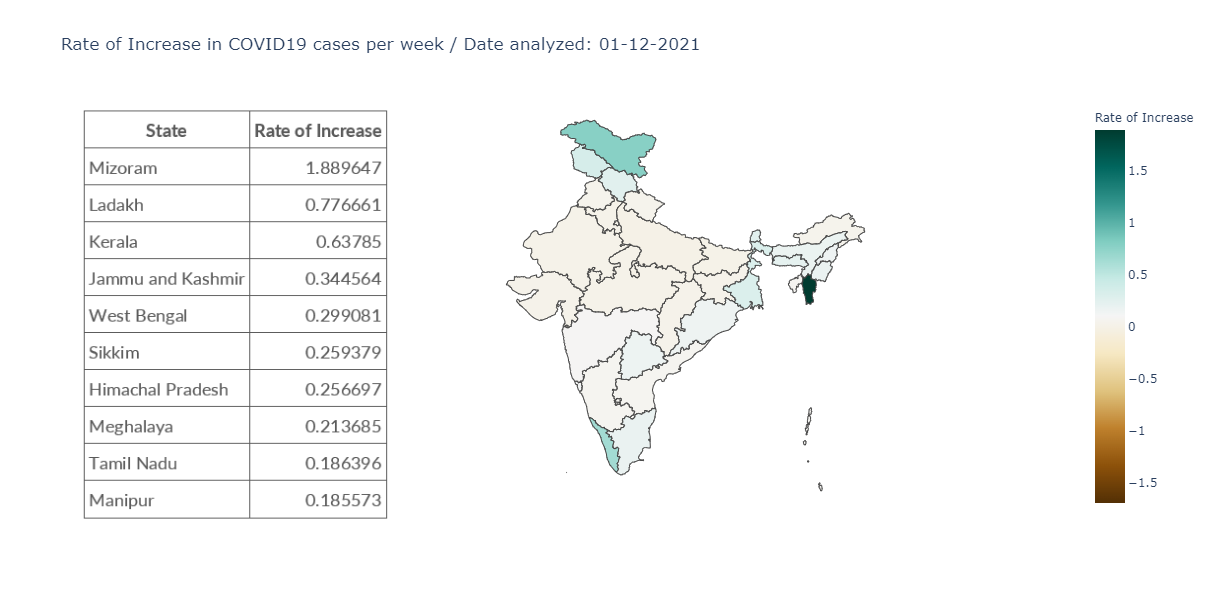 Rate of Increase in COVID19 cases per week / Date analyzed: 01-12-2021
State Rate of Increase
Mizoram 1.889647
Ladakh 0.776661
Kerala 0.63785
Jammu and Kashmir 0.344564
West Bengal 0.299081
Sikkim 0.259379
Himachal Pradesh 0.256697
Meghalaya 0.213685
Tamil Nadu 0.186396
Manipur 0.185573
Rate of Increase
1.5
1
0.5
0
−0.5
−1
−1.5